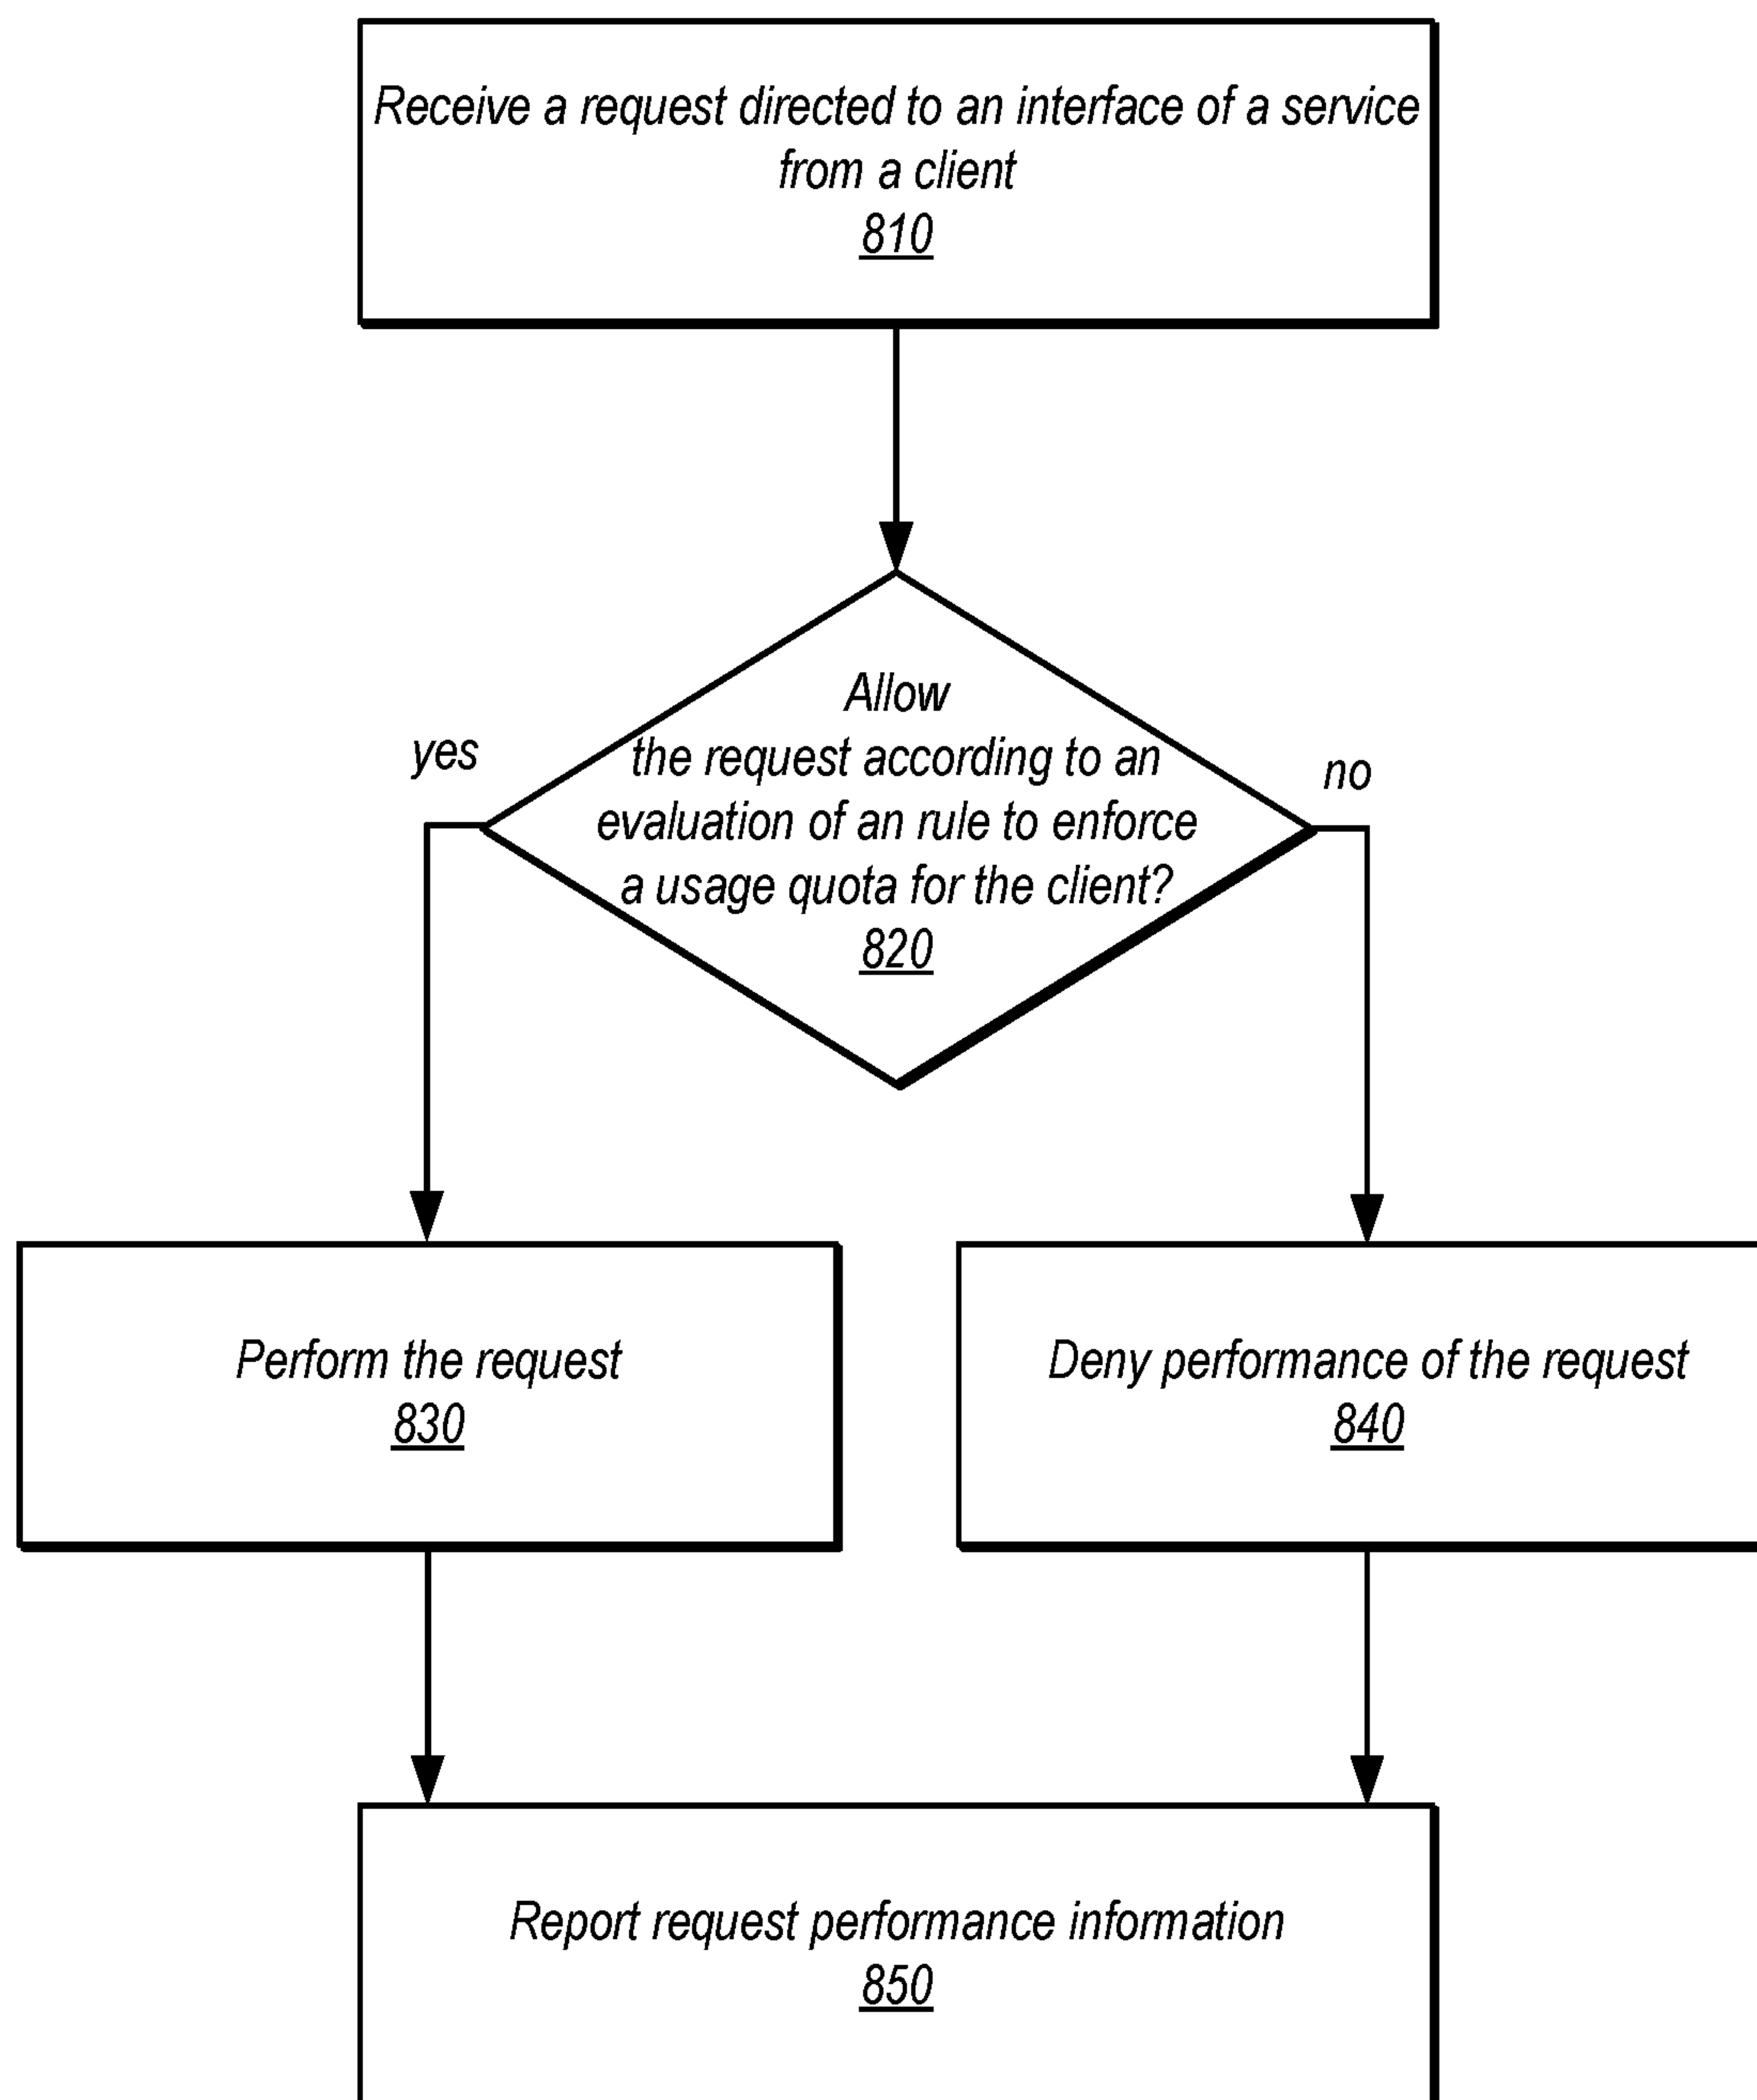 Receive a request directed to an interface of a service
from a client
810
Allow
the request according to an
evaluation of an rule to enforce
a usage quota for the client?
820
yes
no
Perform the request
830
Deny performance of the request
840
Report request performance information
850